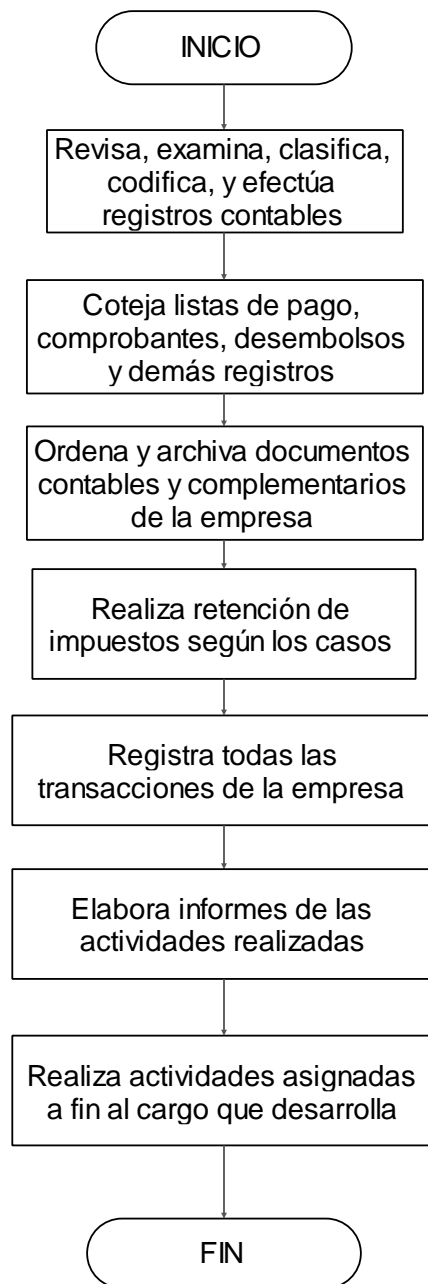 INICIO
Revisa, examina, clasifica,
codifica, y efectúa
registros contables
Coteja listas de pago,
comprobantes, desembolsos
y demás registros
Ordena y archiva documentos
contables y complementarios
de la empresa
Realiza retención de
impuestos según los casos
Registra todas las
transacciones de la empresa
Elabora informes de las
actividades realizadas
Realiza actividades asignadas
a fin al cargo que desarrolla
FIN